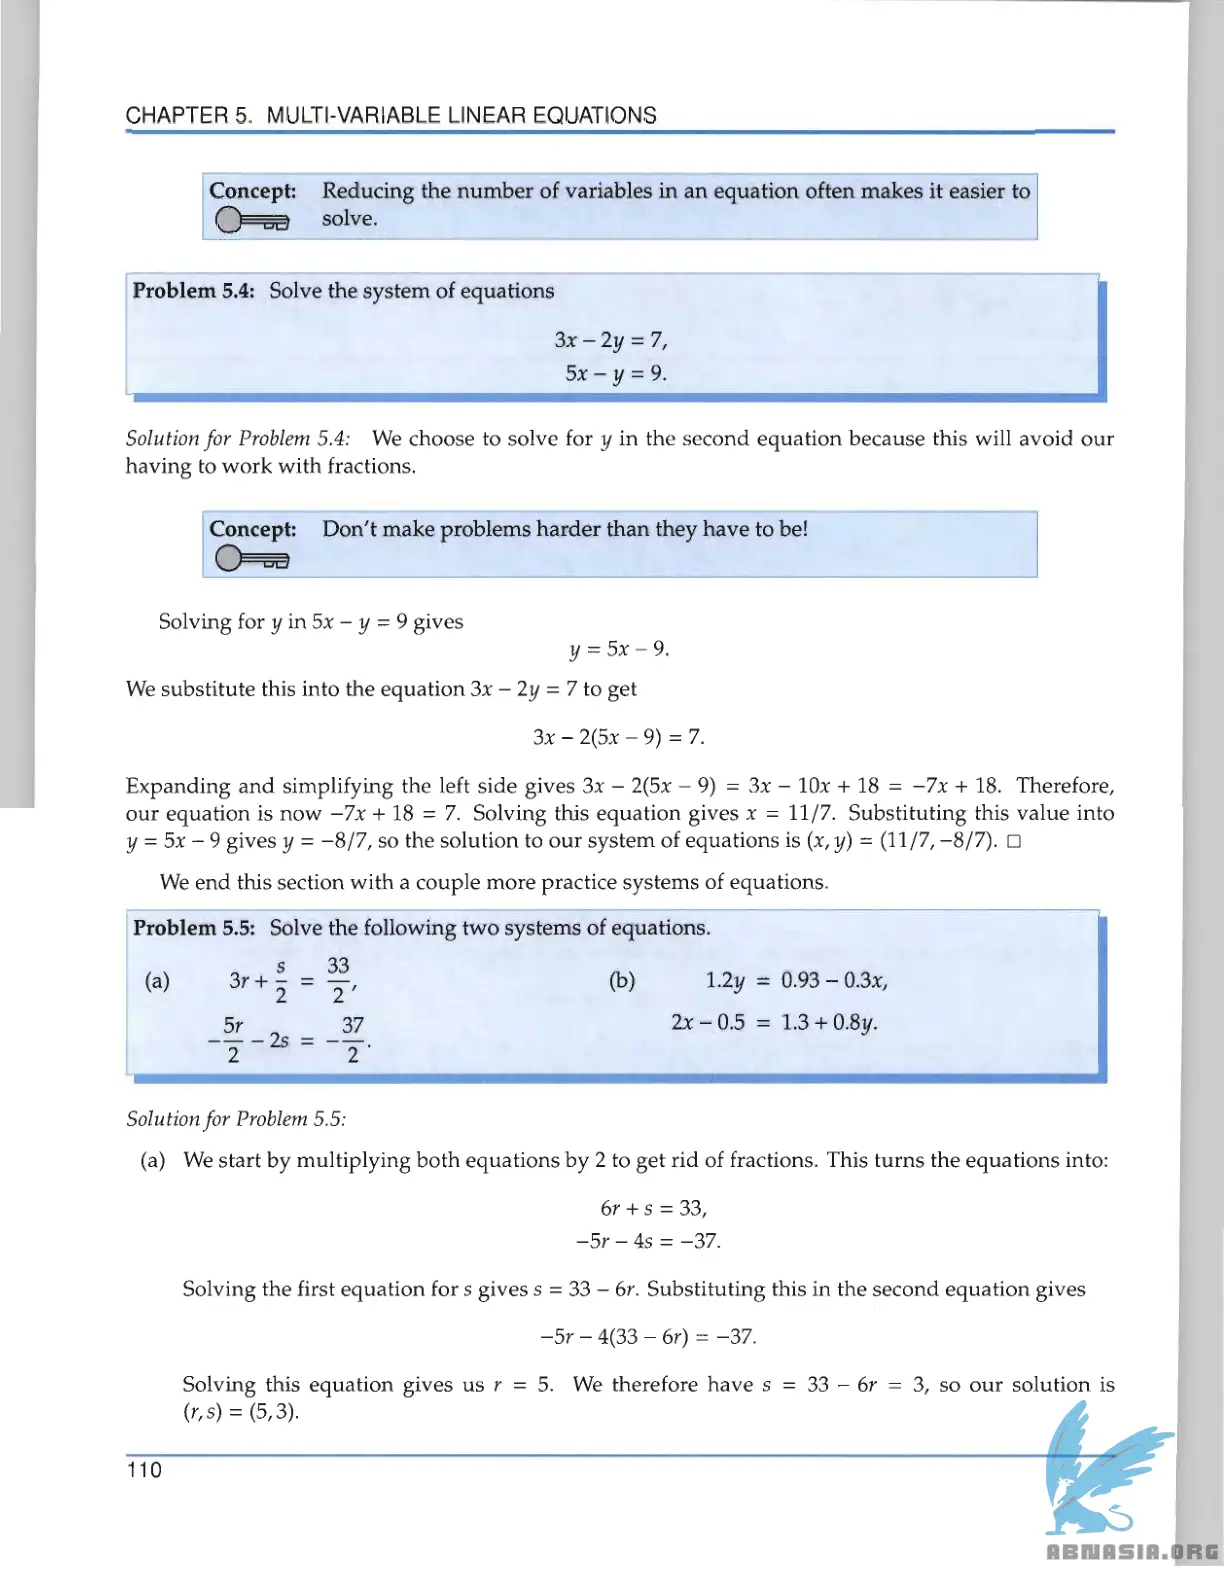 CHAPTER 5. MULTI-VARIABLE LINEAR EQUATIONS
Concept: Reducing the number of variables in an equation often makes it easier to
solve.
Problem 5.4: Solve the system of equations
3x − 2y = 7,
5x − y = 9.
Solution for Problem 5.4: We choose to solve for y in the second equation because this will avoid our
having to work with fractions.
Concept: Don't make problems harder than they have to be!
Solving for y in 5x − y = 9 gives
y = 5x − 9.
We substitute this into the equation 3x − 2y = 7 to get
3x − 2(5x − 9) = 7.
Expanding and simplifying the left side gives 3x − 2(5x − 9) = 3x − 10x + 18 = −7x + 18. Therefore,
our equation is now −7x + 18 = 7. Solving this equation gives x = 11/7. Substituting this value into
y = 5x − 9 gives y = −8/7, so the solution to our system of equations is (x, y) = (11/7, −8/7). □
We end this section with a couple more practice systems of equations.
Problem 5.5: Solve the following two systems of equations.
(a) 3r + s/2 = 33/2,
−5r/2 − 2s = −37/2.
(b) 1.2y = 0.93 − 0.3x,
2x − 0.5 = 1.3 + 0.8y.
Solution for Problem 5.5:
(a) We start by multiplying both equations by 2 to get rid of fractions. This turns the equations into:
6r + s = 33,
−5r − 4s = −37.
Solving the first equation for s gives s = 33 − 6r. Substituting this in the second equation gives
−5r − 4(33 − 6r) = −37.
Solving this equation gives us r = 5. We therefore have s = 33 − 6r = 3, so our solution is
(r, s) = (5, 3).
110
ABNASIA.ORG